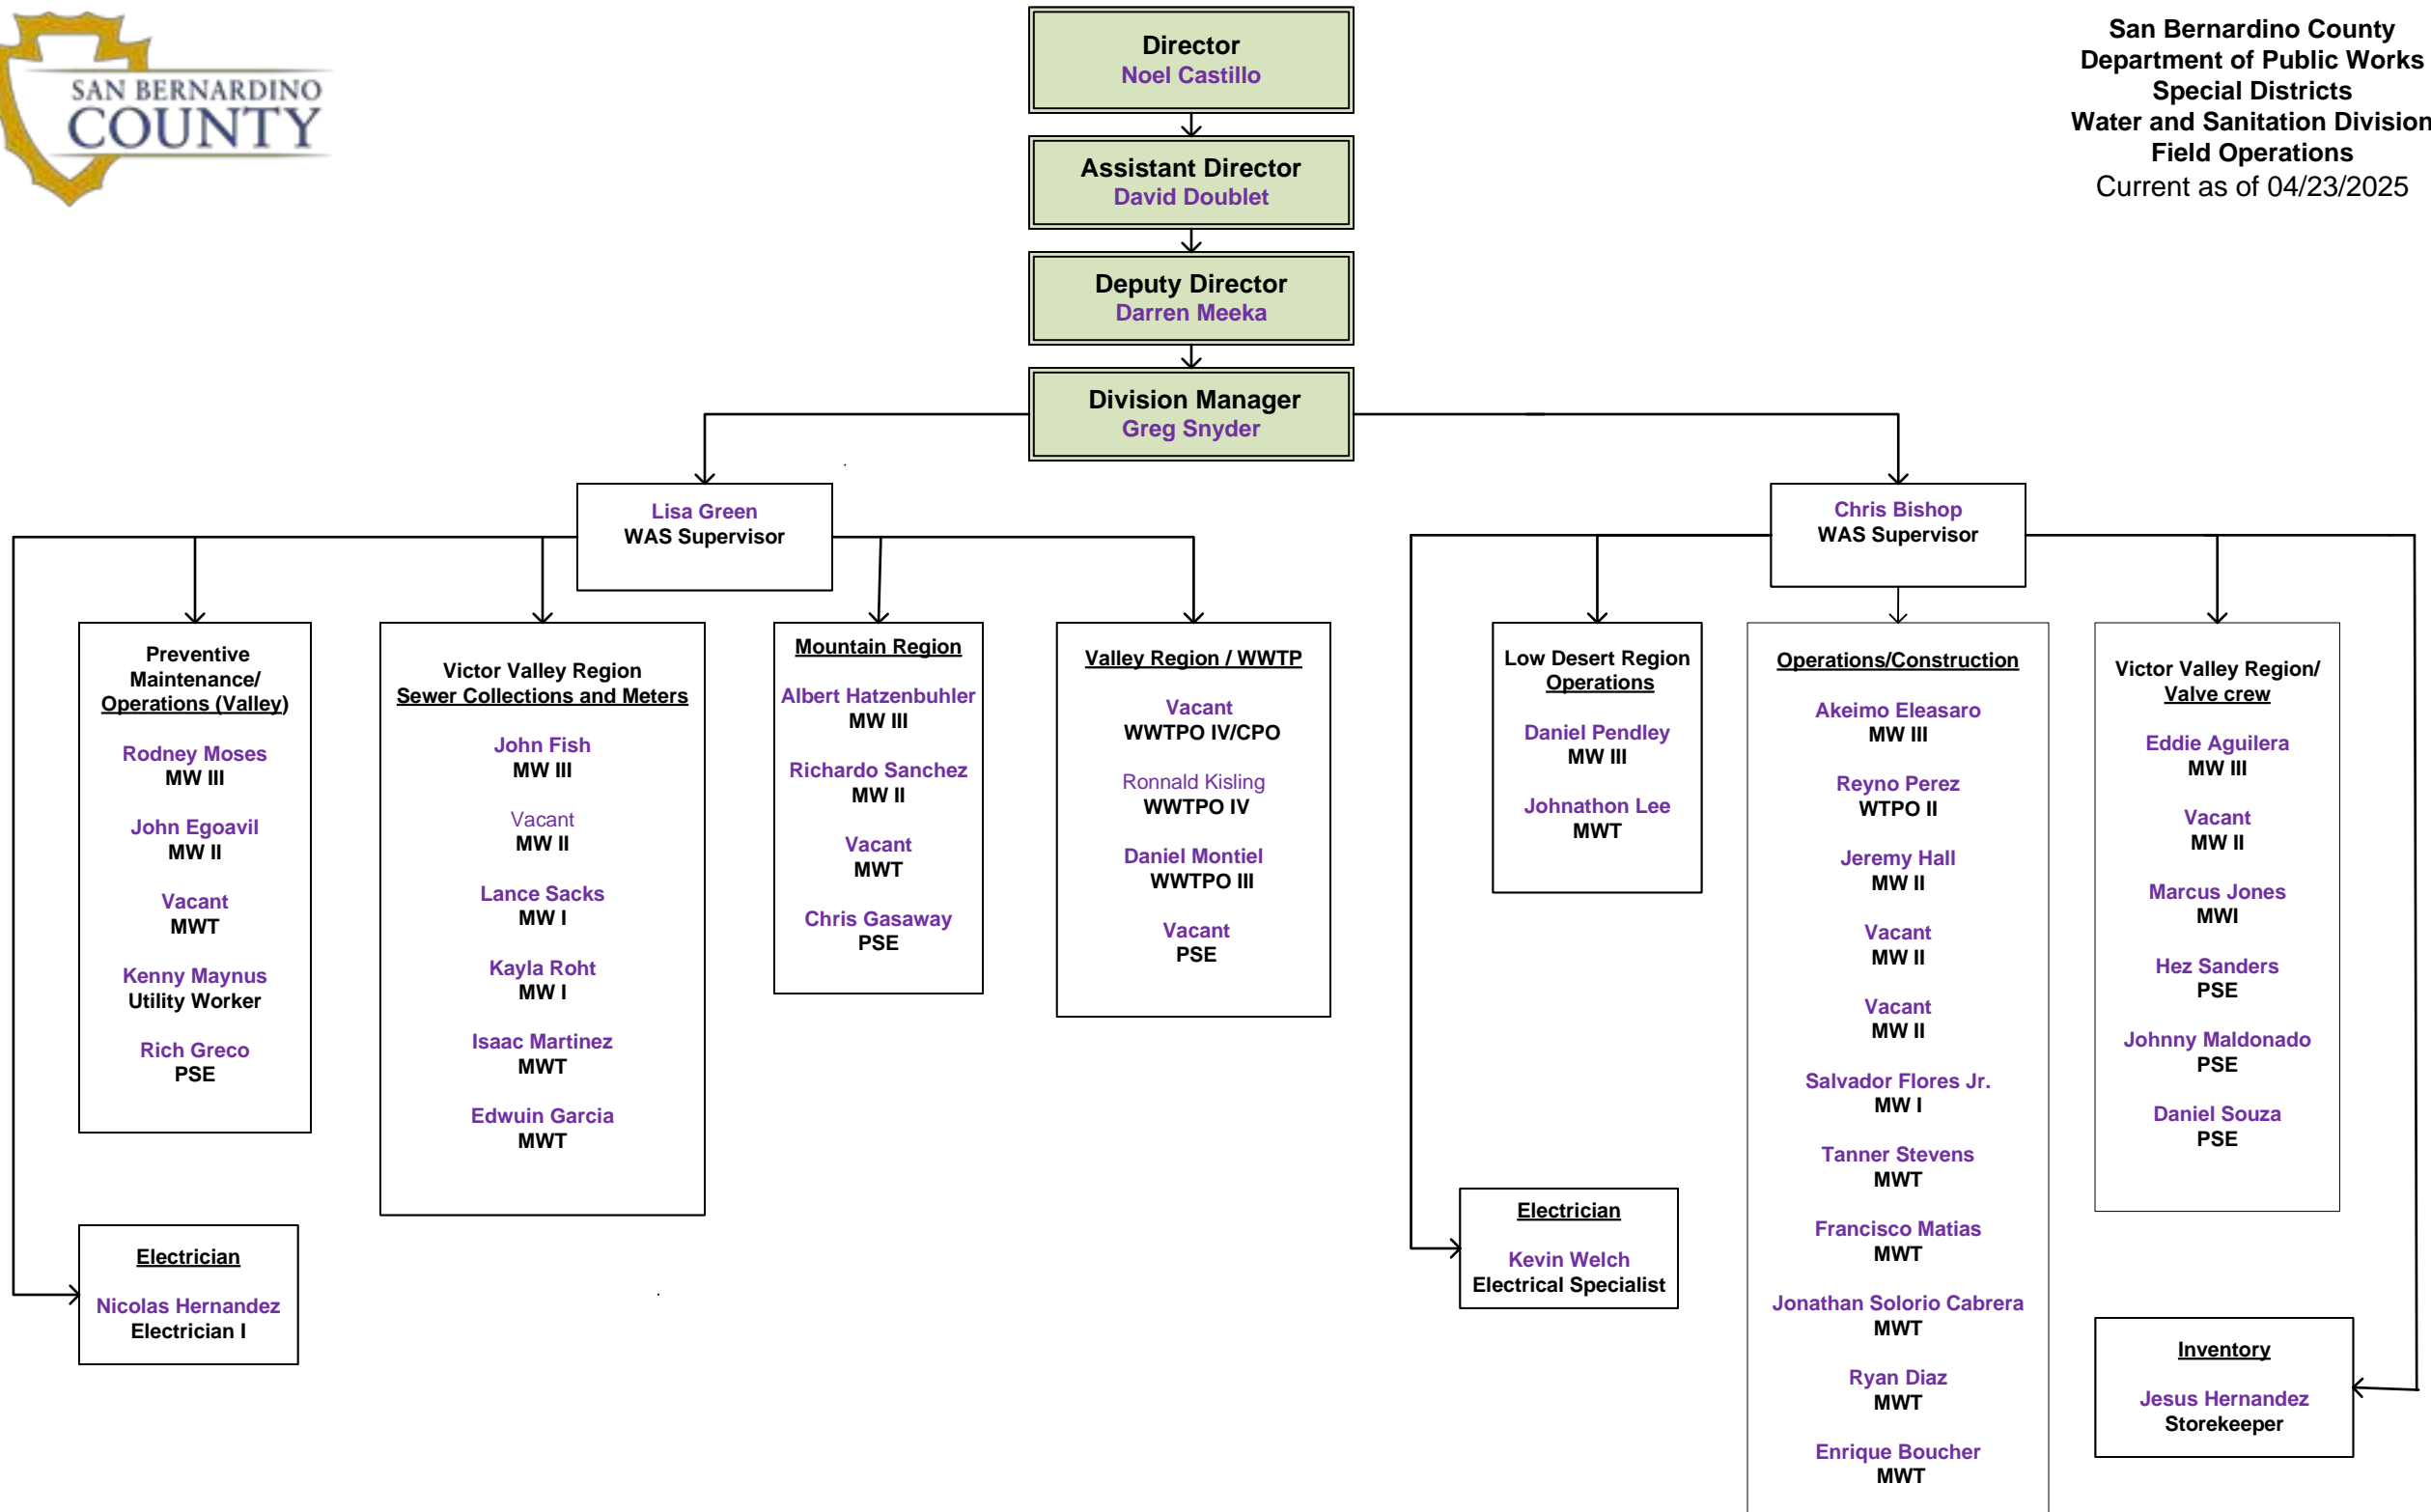 SAN BERNARDINO
COUNTY
San Bernardino County
Department of Public Works
Special Districts
Water and Sanitation Division
Field Operations
Current as of 04/23/2025
Director
Noel Castillo
Assistant Director
David Doublet
Deputy Director
Darren Meeka
Division Manager
Greg Snyder
Lisa Green
WAS Supervisor
Chris Bishop
WAS Supervisor
Preventive
Maintenance/
Operations (Valley)
Rodney Moses
MW III
John Egoavil
MW II
Vacant
MWT
Kenny Maynus
Utility Worker
Rich Greco
PSE
Victor Valley Region
Sewer Collections and Meters
John Fish
MW III
Vacant
MW II
Lance Sacks
MW I
Kayla Roht
MW I
Isaac Martinez
MWT
Edwuin Garcia
MWT
Mountain Region
Albert Hatzenbuhler
MW III
Richardo Sanchez
MW II
Vacant
MWT
Chris Gasaway
PSE
Valley Region / WWTP
Vacant
WWTPO IV/CPO
Ronnald Kisling
WWTPO IV
Daniel Montiel
WWTPO III
Vacant
PSE
Low Desert Region
Operations
Daniel Pendley
MW III
Johnathon Lee
MWT
Operations/Construction
Akeimo Eleasaro
MW III
Reyno Perez
WTPO II
Jeremy Hall
MW II
Vacant
MW II
Vacant
MW II
Salvador Flores Jr.
MW I
Tanner Stevens
MWT
Francisco Matias
MWT
Jonathan Solorio Cabrera
MWT
Ryan Diaz
MWT
Enrique Boucher
MWT
Victor Valley Region/
Valve crew
Eddie Aguilera
MW III
Vacant
MW II
Marcus Jones
MWI
Hez Sanders
PSE
Johnny Maldonado
PSE
Daniel Souza
PSE
Electrician
Nicolas Hernandez
Electrician I
Electrician
Kevin Welch
Electrical Specialist
Inventory
Jesus Hernandez
Storekeeper